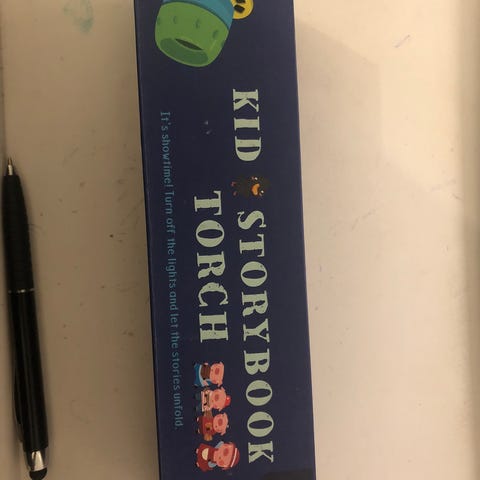 KID STORYBOOK
TORCH
It's showtime! Turn off the lights and let the stories unfold.